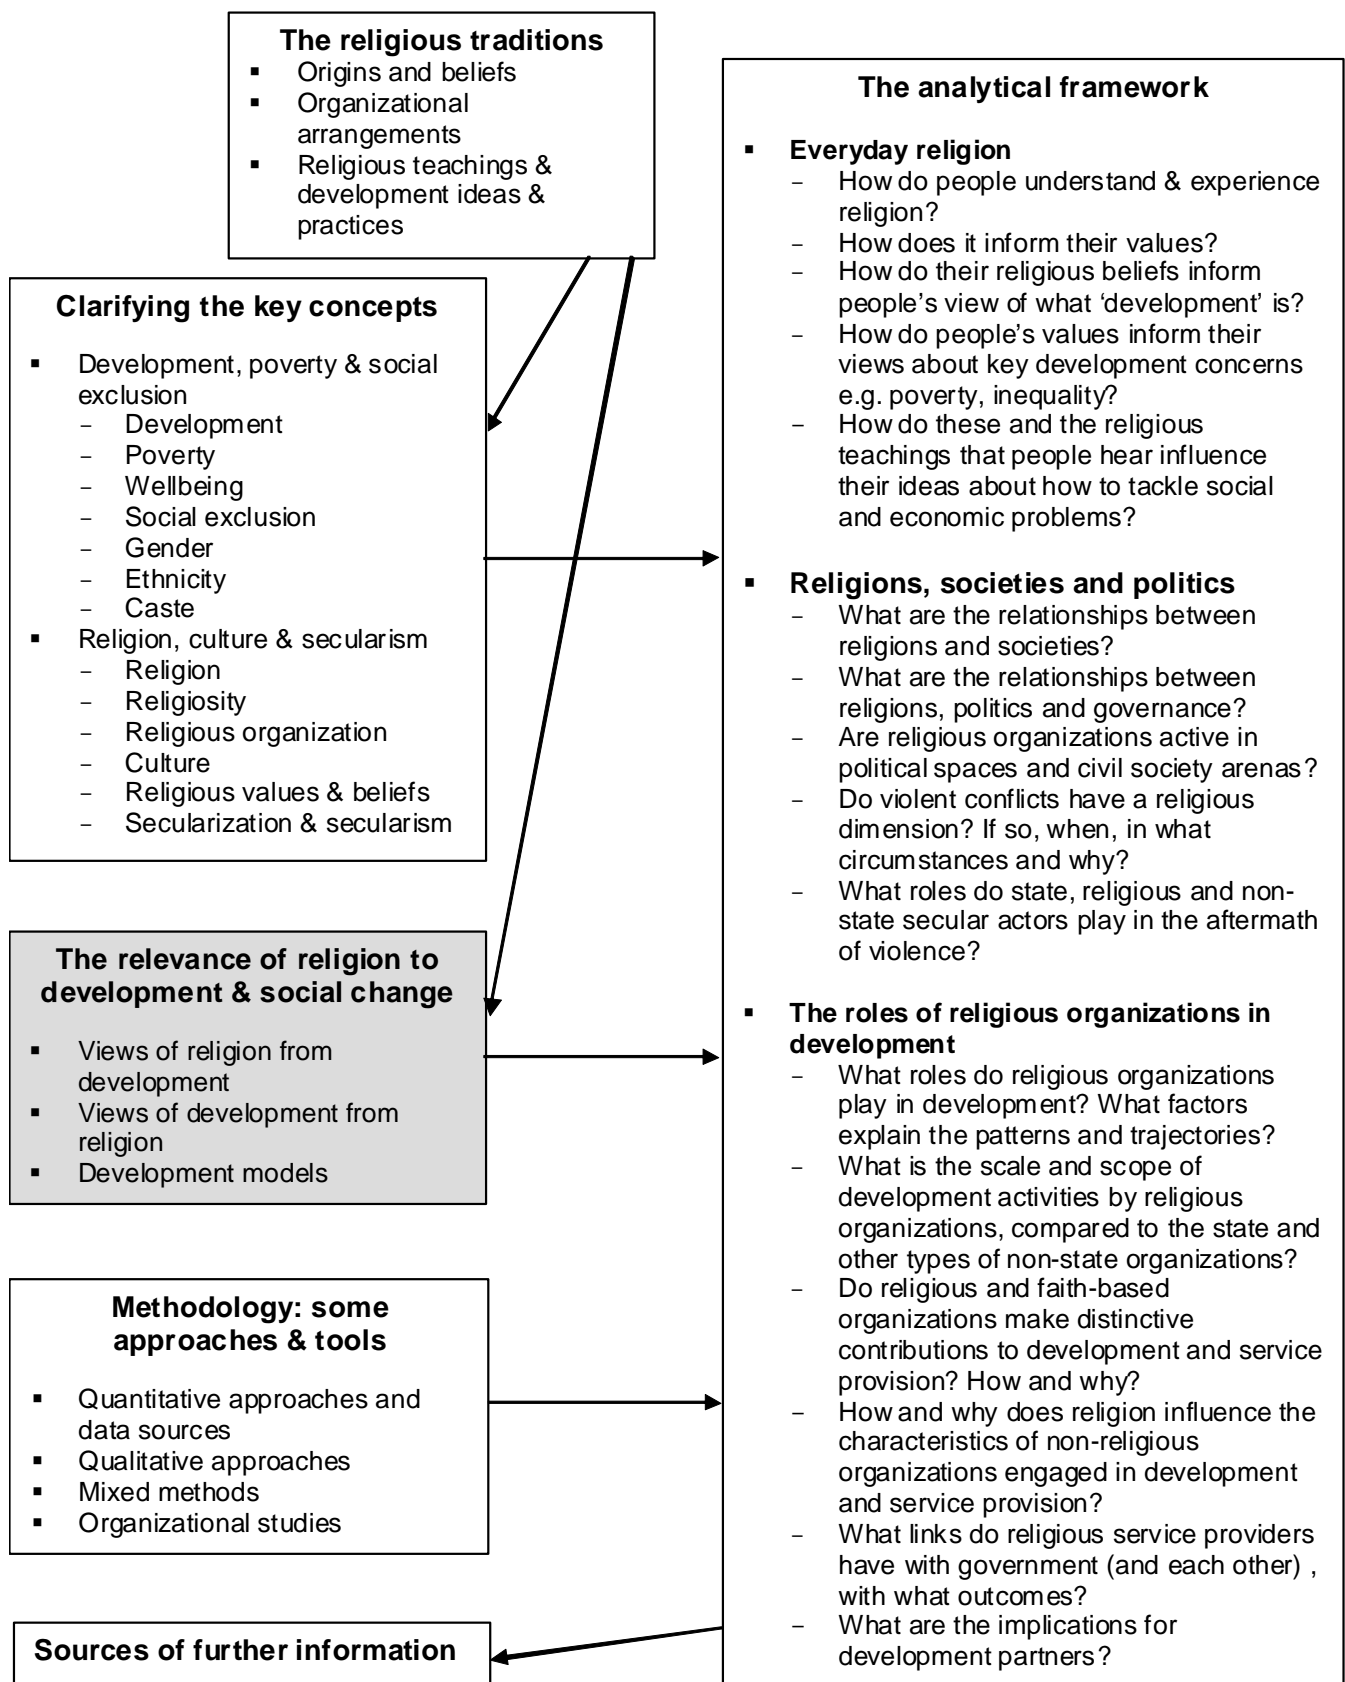 The religious traditions
▪ Origins and beliefs
▪ Organizational
arrangements
▪ Religious teachings &
development ideas &
practices
Clarifying the key concepts
▪ Development, poverty & social
exclusion
− Development
− Poverty
− Wellbeing
− Social exclusion
− Gender
− Ethnicity
− Caste
▪ Religion, culture & secularism
− Religion
− Religiosity
− Religious organization
− Culture
− Religious values & beliefs
− Secularization & secularism
The relevance of religion to
development & social change
▪ Views of religion from
development
▪ Views of development from
religion
▪ Development models
Methodology: some
approaches & tools
▪ Quantitative approaches and
data sources
▪ Qualitative approaches
▪ Mixed methods
▪ Organizational studies
Sources of further information
The analytical framework
▪ Everyday religion
− How do people understand & experience
religion?
− How does it inform their values?
− How do their religious beliefs inform
people’s view of what ‘development’ is?
− How do people’s values inform their
views about key development concerns
e.g. poverty, inequality?
− How do these and the religious
teachings that people hear influence
their ideas about how to tackle social
and economic problems?
▪ Religions, societies and politics
− What are the relationships between
religions and societies?
− What are the relationships between
religions, politics and governance?
− Are religious organizations active in
political spaces and civil society arenas?
− Do violent conflicts have a religious
dimension? If so, when, in what
circumstances and why?
− What roles do state, religious and non-
state secular actors play in the aftermath
of violence?
▪ The roles of religious organizations in
development
− What roles do religious organizations
play in development? What factors
explain the patterns and trajectories?
− What is the scale and scope of
development activities by religious
organizations, compared to the state and
other types of non-state organizations?
− Do religious and faith-based
organizations make distinctive
contributions to development and service
provision? How and why?
− How and why does religion influence the
characteristics of non-religious
organizations engaged in development
and service provision?
− What links do religious service providers
have with government (and each other) ,
with what outcomes?
− What are the implications for
development partners?